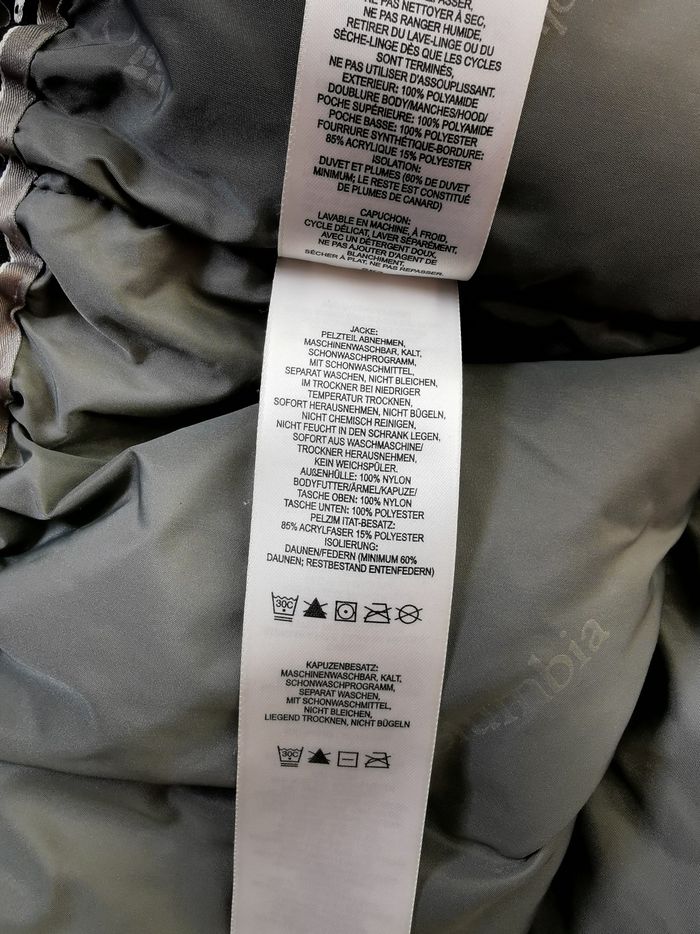 NE PAS NETTOYER À SEC,
NE PAS RANGER HUMIDE,
RETIRER DU LAVE-LINGE OU DU
SÈCHE-LINGE DÈS QUE LES CYCLES
SONT TERMINÉS,
NE PAS UTILISER D'ASSOUPLISSANT.
EXTERIEUR: 100% POLYAMIDE
DOUBLURE BODY/MANCHES/HOOD/
POCHE SUPÉRIEURE: 100% POLYAMIDE
POCHE BASSE: 100% POLYESTER
FOURRURE SYNTHÉTIQUE-BORDURE:
85% ACRYLIQUE 15% POLYESTER
ISOLATION:
DUVET ET PLUMES (60% DE DUVET
MINIMUM; LE RESTE EST CONSTITUÉ
DE PLUMES DE CANARD)
CAPUCHON:
LAVABLE EN MACHINE, À FROID,
CYCLE DÉLICAT, LAVER SÉPARÉMENT,
AVEC UN DÉTERGENT DOUX,
NE PAS AJOUTER D'AGENT DE
BLANCHIMENT.
SÉCHER À PLAT, NE PAS REPASSER.
JACKE:
PELZTEIL ABNEHMEN,
MASCHINENWASCHBAR, KALT.
SCHONWASCHPROGRAMM,
MIT SCHONWASCHMITTEL,
SEPARAT WASCHEN, NICHT BLEICHEN,
IM TROCKNER BEI NIEDRIGER
TEMPERATUR TROCKNEN,
SOFORT HERAUSNEHMEN, NICHT BÜGELN,
NICHT CHEMISCH REINIGEN,
NICHT FEUCHT IN DEN SCHRANK LEGEN,
SOFORT AUS WASCHMASCHINE/
TROCKNER HERAUSNEHMEN,
KEIN WEICHSPÜLER.
AUßENHÜLLE: 100% NYLON
BODYFUTTER/ÄRMEL/KAPUZE/
TASCHE OBEN: 100% NYLON
TASCHE UNTEN: 100% POLYESTER
PELZIM ITAT-BESATZ:
85% ACRYLFASER 15% POLYESTER
ISOLIERUNG:
DAUNEN/FEDERN (MINIMUM 60%
DAUNEN; RESTBESTAND ENTENFEDERN)
30C
KAPUZENBESATZ:
MASCHINENWASCHBAR, KALT,
SCHONWASCHPROGRAMM,
SEPARAT WASCHEN,
MIT SCHONWASCHMITTEL,
NICHT BLEICHEN,
LIEGEND TROCKNEN, NICHT BÜGELN
30C